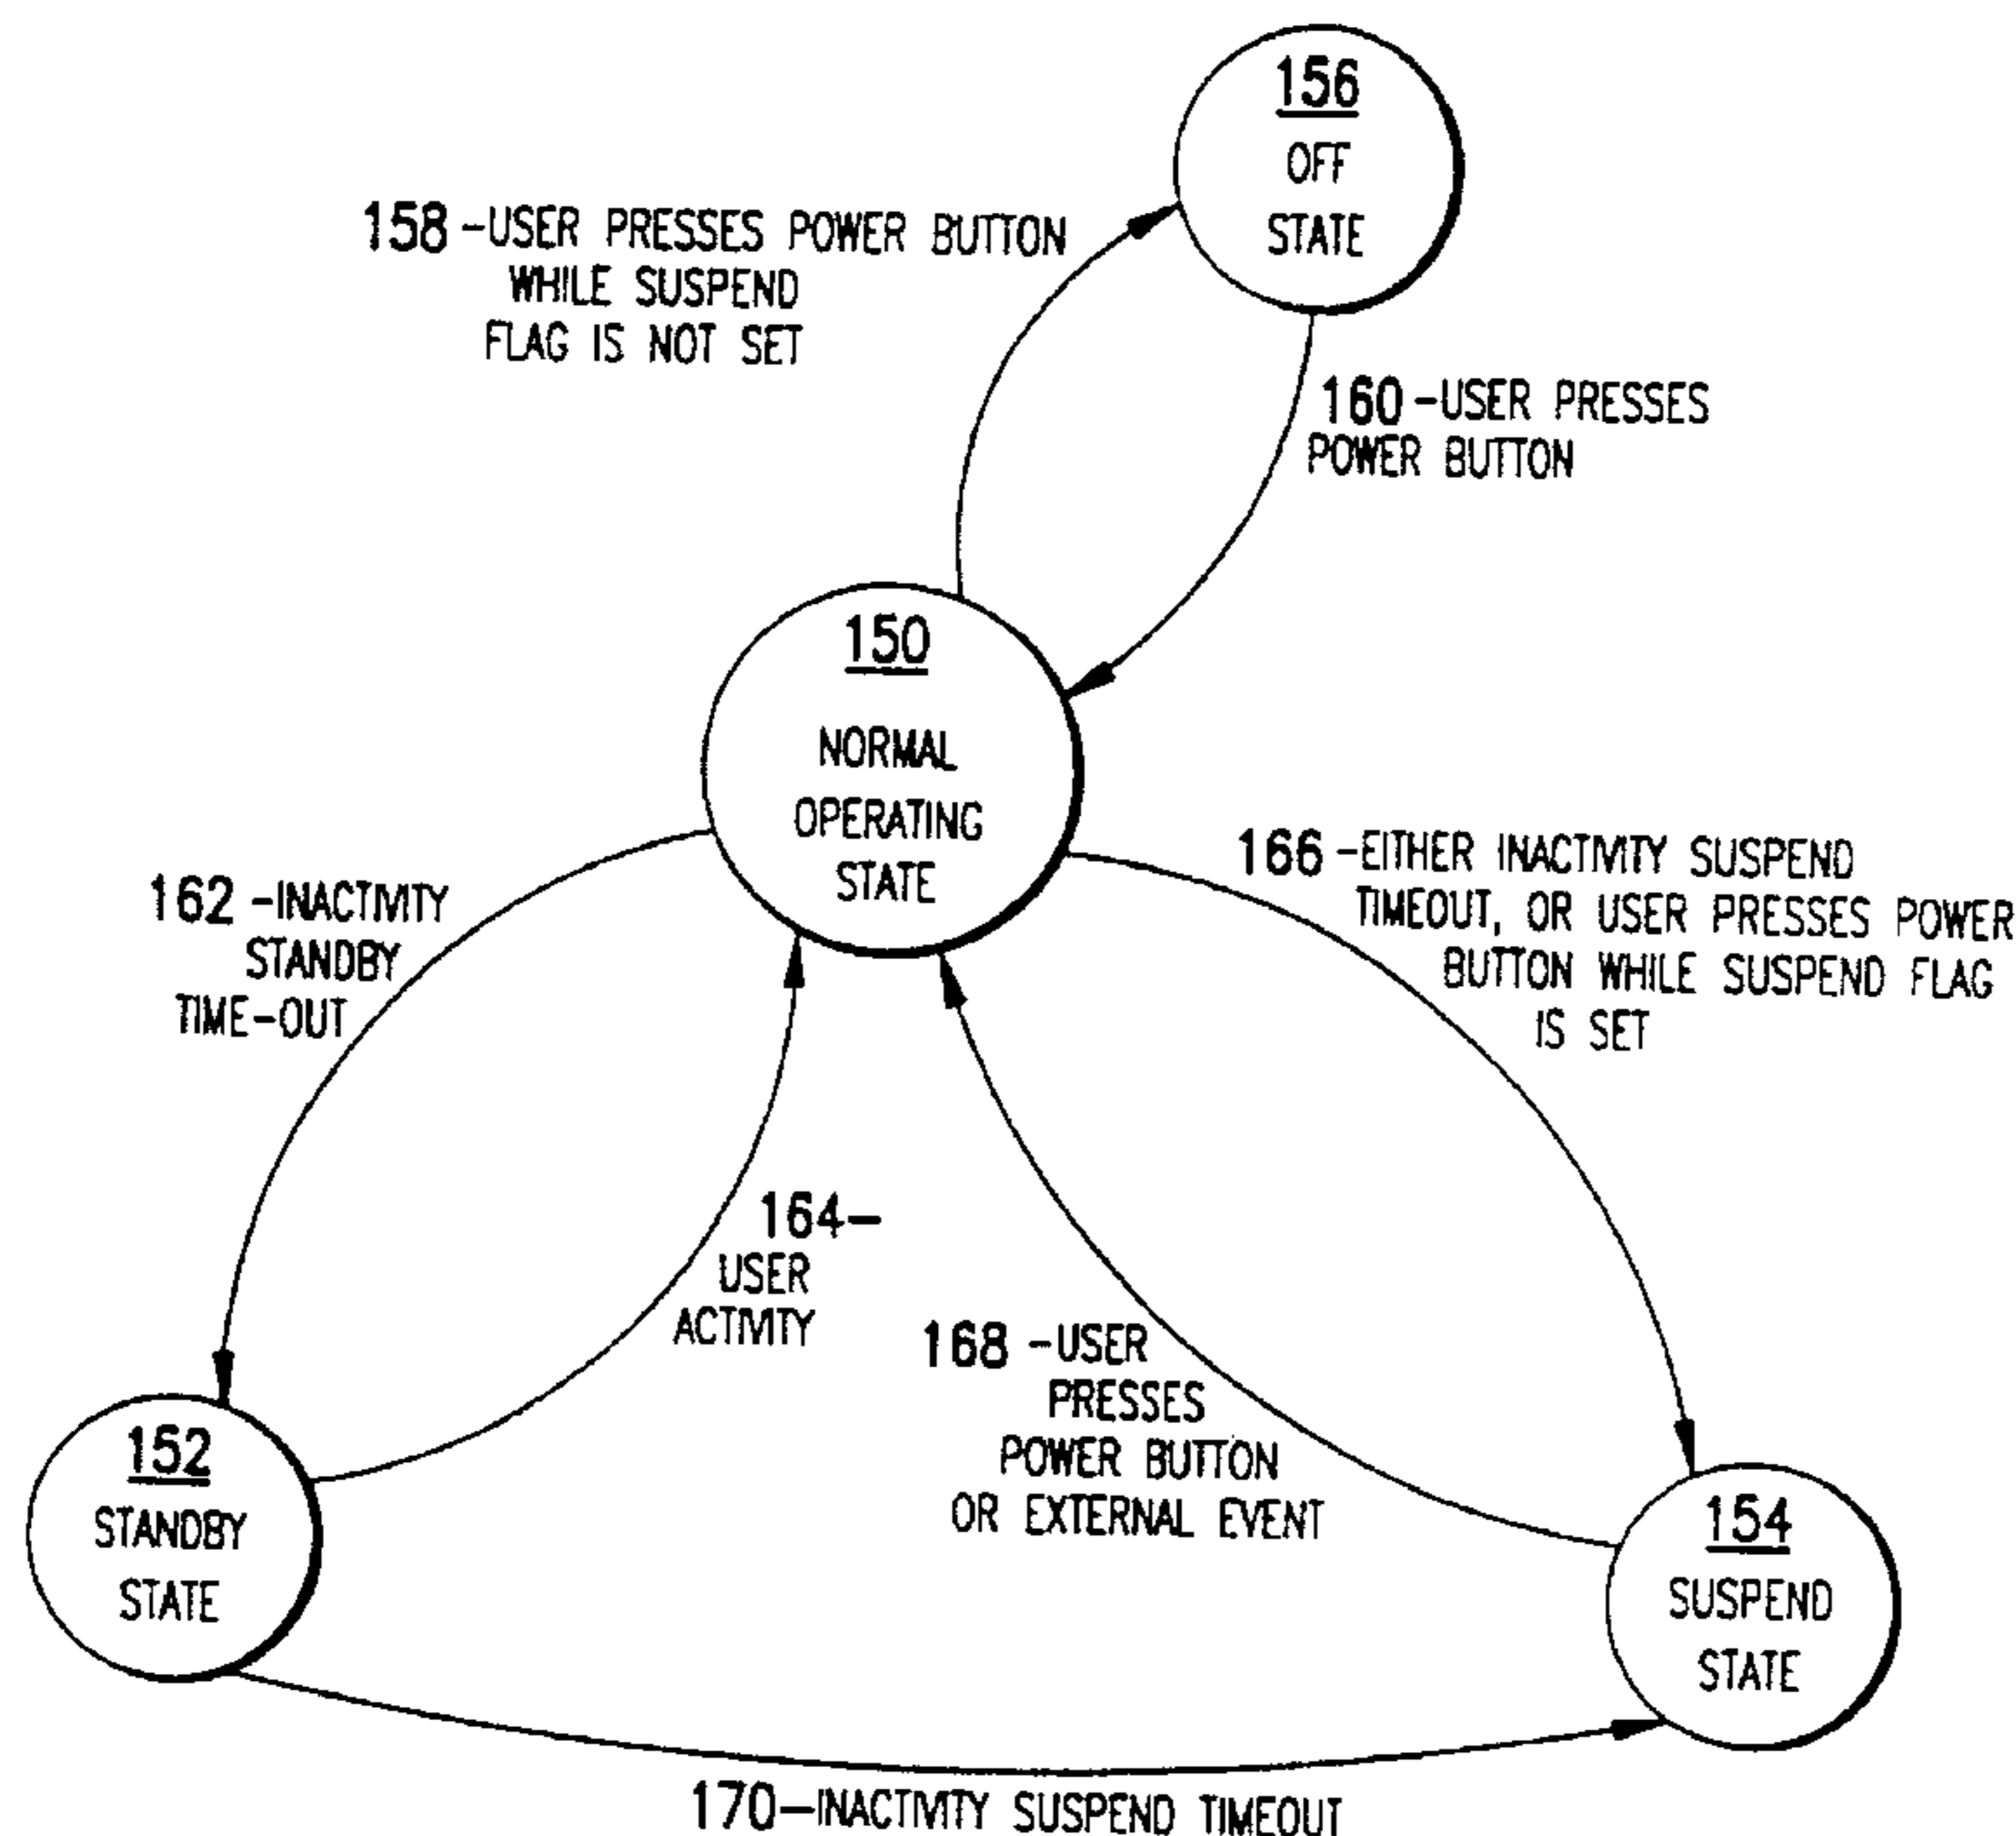 156
OFF
STATE
158 -USER PRESSES POWER BUTTON
WHILE SUSPEND
FLAG IS NOT SET
160 -USER PRESSES
POWER BUTTON
150
NORMAL
OPERATING
STATE
162 -INACTIVITY
STANDBY
TIME-OUT
166 -EITHER INACTIVITY SUSPEND
TIMEOUT, OR USER PRESSES POWER
BUTTON WHILE SUSPEND FLAG
IS SET
164-
USER
ACTIVITY
168 -USER
PRESSES
POWER BUTTON
OR EXTERNAL EVENT
152
STANDBY
STATE
154
SUSPEND
STATE
170-INACTIVITY SUSPEND TIMEOUT